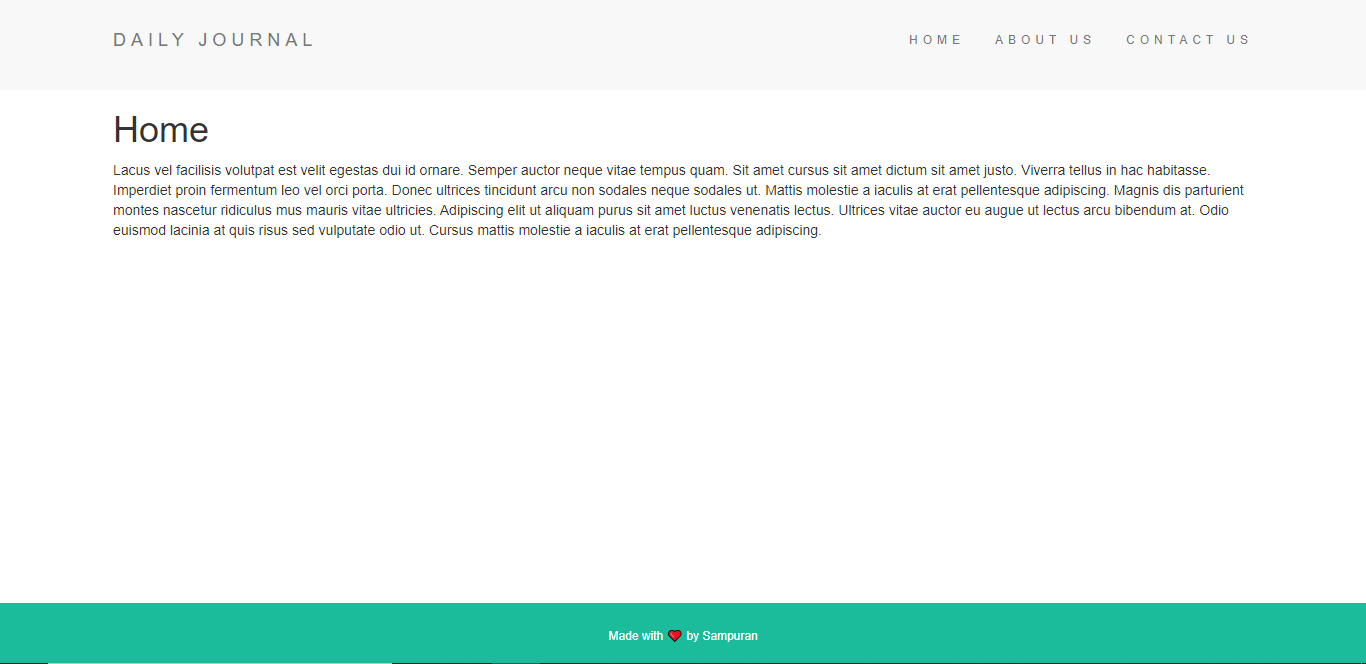 DAILY JOURNAL
HOME ABOUT US CONTACT US
Home
Lacus vel facilisis volutpat est velit egestas dui id ornare. Semper auctor neque vitae tempus quam. Sit amet cursus sit amet dictum sit amet justo. Viverra tellus in hac habitasse.
Imperdiet proin fermentum leo vel orci porta. Donec ultrices tincidunt arcu non sodales neque sodales ut. Mattis molestie a iaculis at erat pellentesque adipiscing. Magnis dis parturient
montes nascetur ridiculus mus mauris vitae ultricies. Adipiscing elit ut aliquam purus sit amet luctus venenatis lectus. Ultrices vitae auctor eu augue ut lectus arcu bibendum at. Odio
euismod lacinia at quis risus sed vulputate odio ut. Cursus mattis molestie a iaculis at erat pellentesque adipiscing.
Made with ❤ by Sampuran